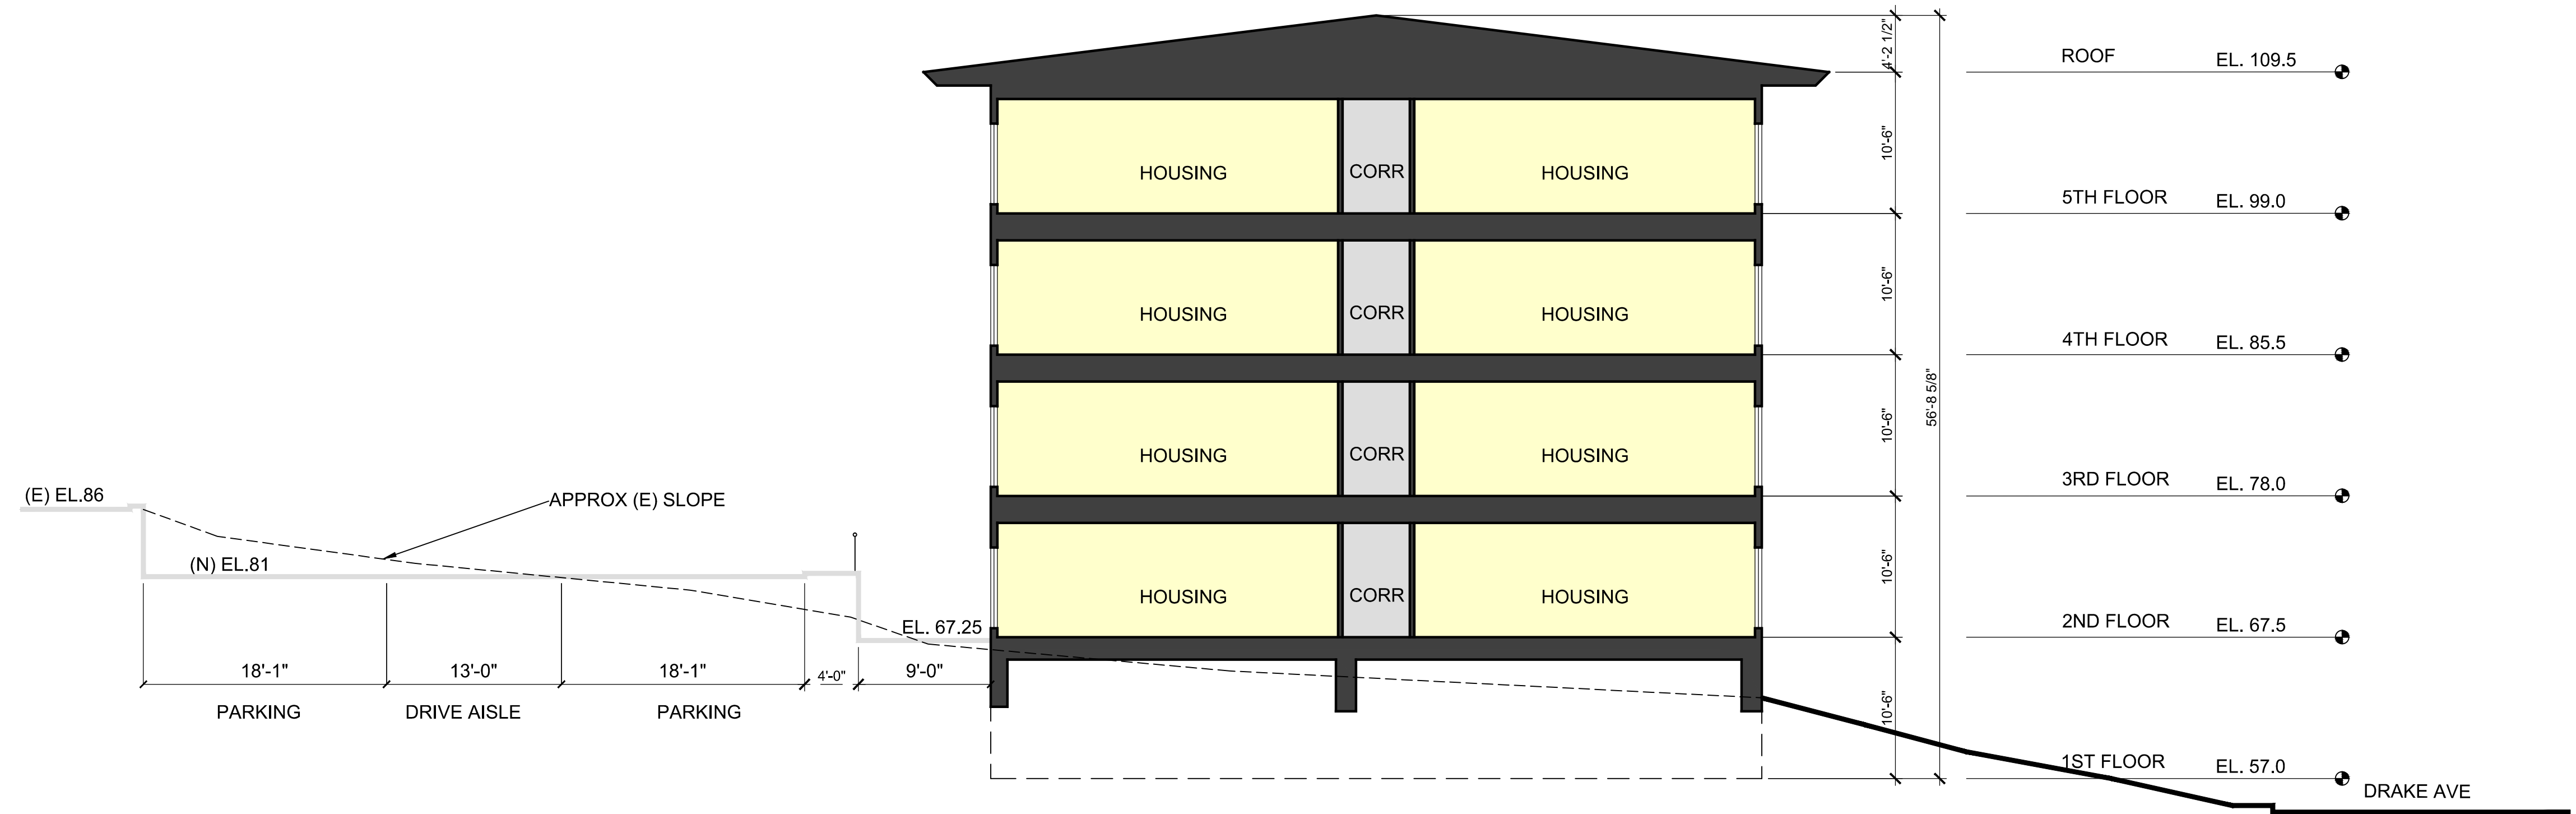 4'-2 1/2"
ROOF
EL. 109.5
HOUSING
CORR
HOUSING
10'-6"
5TH FLOOR
EL. 99.0
HOUSING
CORR
HOUSING
10'-6"
4TH FLOOR
EL. 85.5
56'-8 5/8"
HOUSING
CORR
HOUSING
10'-6"
3RD FLOOR
EL. 78.0
(E) EL.86
APPROX (E) SLOPE
(N) EL.81
HOUSING
CORR
HOUSING
10'-6"
2ND FLOOR
EL. 67.5
EL. 67.25
18'-1"
13'-0"
18'-1"
4'-0"
9'-0"
PARKING
DRIVE AISLE
PARKING
10'-6"
1ST FLOOR
EL. 57.0
DRAKE AVE